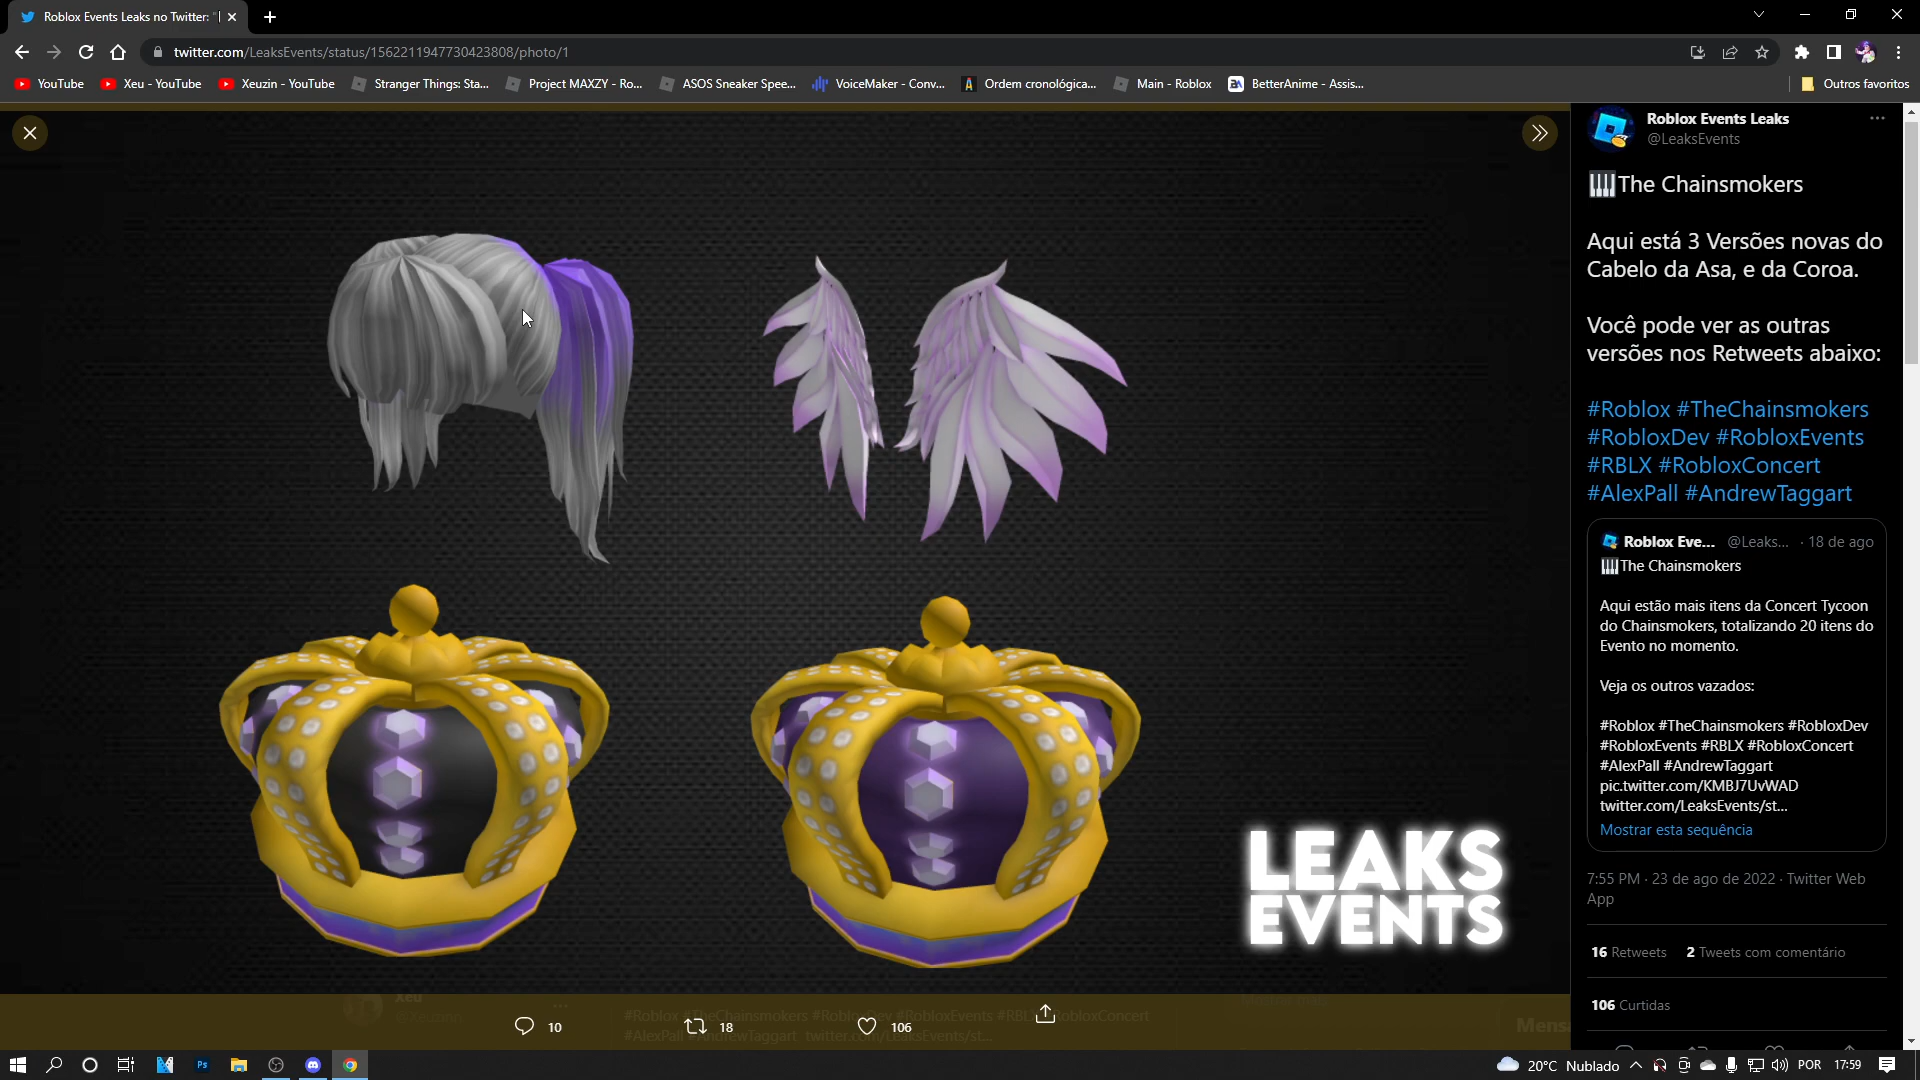 Roblox Events Leaks no Twitter: "
twitter.com/LeaksEvents/status/1562211947730423808/photo/1
YouTube
Xeu - YouTube
Xeuzin - YouTube
Stranger Things: Sta...
Project MAXZY - Ro...
ASOS Sneaker Spee...
VoiceMaker - Conv...
Ordem cronológica...
Main - Roblox
BetterAnime - Assis...
Outros favoritos
LEAKS
EVENTS
10
18
106
Roblox Events Leaks
@LeaksEvents
The Chainsmokers
Aqui está 3 Versões novas do
Cabelo da Asa, e da Coroa.
Você pode ver as outras
versões nos Retweets abaixo:
#Roblox #TheChainsmokers
#RobloxDev #RobloxEvents
#RBLX #RobloxConcert
#AlexPall #AndrewTaggart
Roblox Eve... @Leaks... · 18 de ago
The Chainsmokers
Aqui estão mais itens da Concert Tycoon
do Chainsmokers, totalizando 20 itens do
Evento no momento.
Veja os outros vazados:
#Roblox #TheChainsmokers #RobloxDev
#RobloxEvents #RBLX #RobloxConcert
#AlexPall #AndrewTaggart
pic.twitter.com/KMBJ7UvWAD
twitter.com/LeaksEvents/st...
Mostrar esta sequência
7:55 PM · 23 de ago de 2022 · Twitter Web
App
16 Retweets 2 Tweets com comentário
106 Curtidas
20°C Nublado
POR
17:59